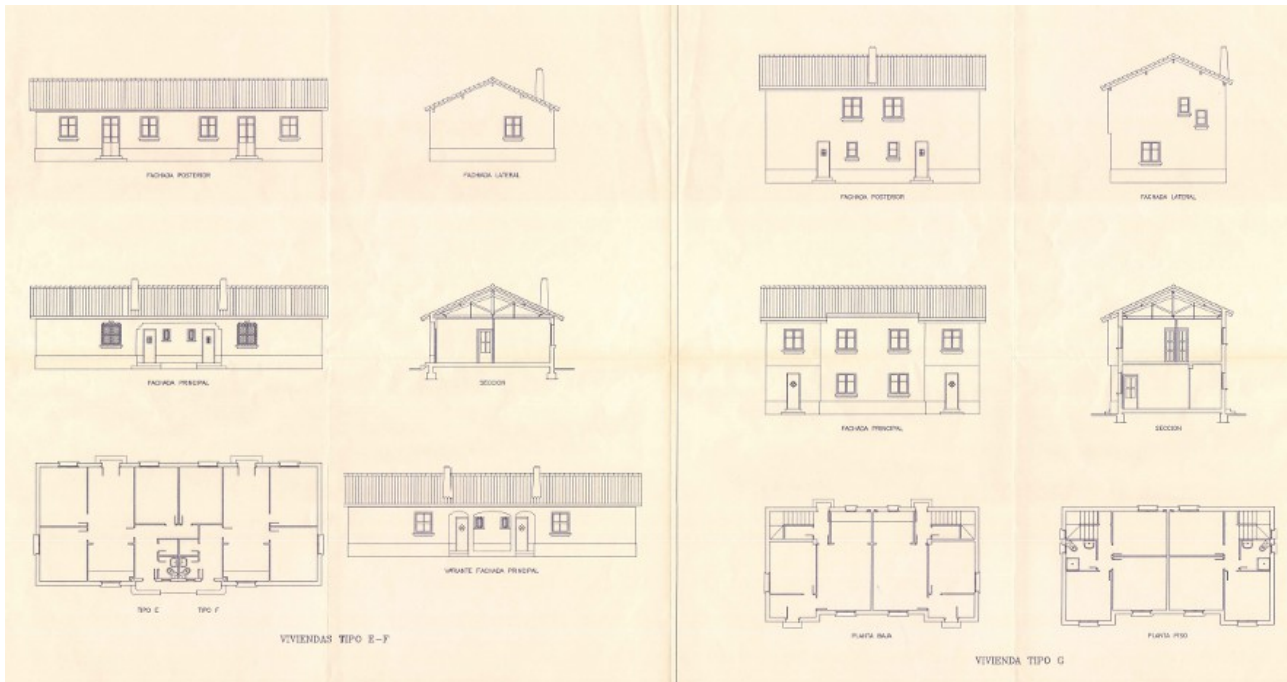 FACHADA POSTERIOR
FACHADA LATERAL
FACHADA PRINCIPAL
SECCION
TIPO E
TIPO F
VARIANTE FACHADA PRINCIPAL
VIVIENDAS TIPO E-F
FACHADA POSTERIOR
FACHADA LATERAL
FACHADA PRINCIPAL
SECCION
PLANTA BAJA
PLANTA PISO
VIVIENDA TIPO G